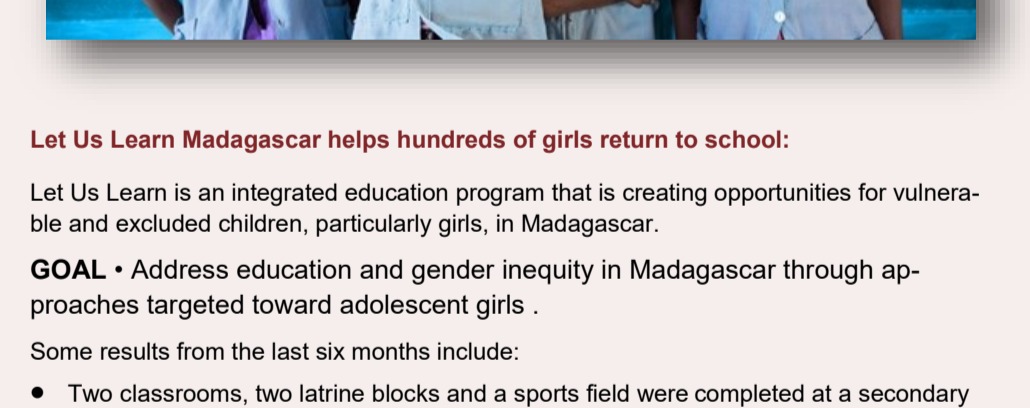 Let Us Learn Madagascar helps hundreds of girls return to school:
Let Us Learn is an integrated education program that is creating opportunities for vulnera-
ble and excluded children, particularly girls, in Madagascar.
GOAL • Address education and gender inequity in Madagascar through ap-
proaches targeted toward adolescent girls .
Some results from the last six months include:
● Two classrooms, two latrine blocks and a sports field were completed at a secondary